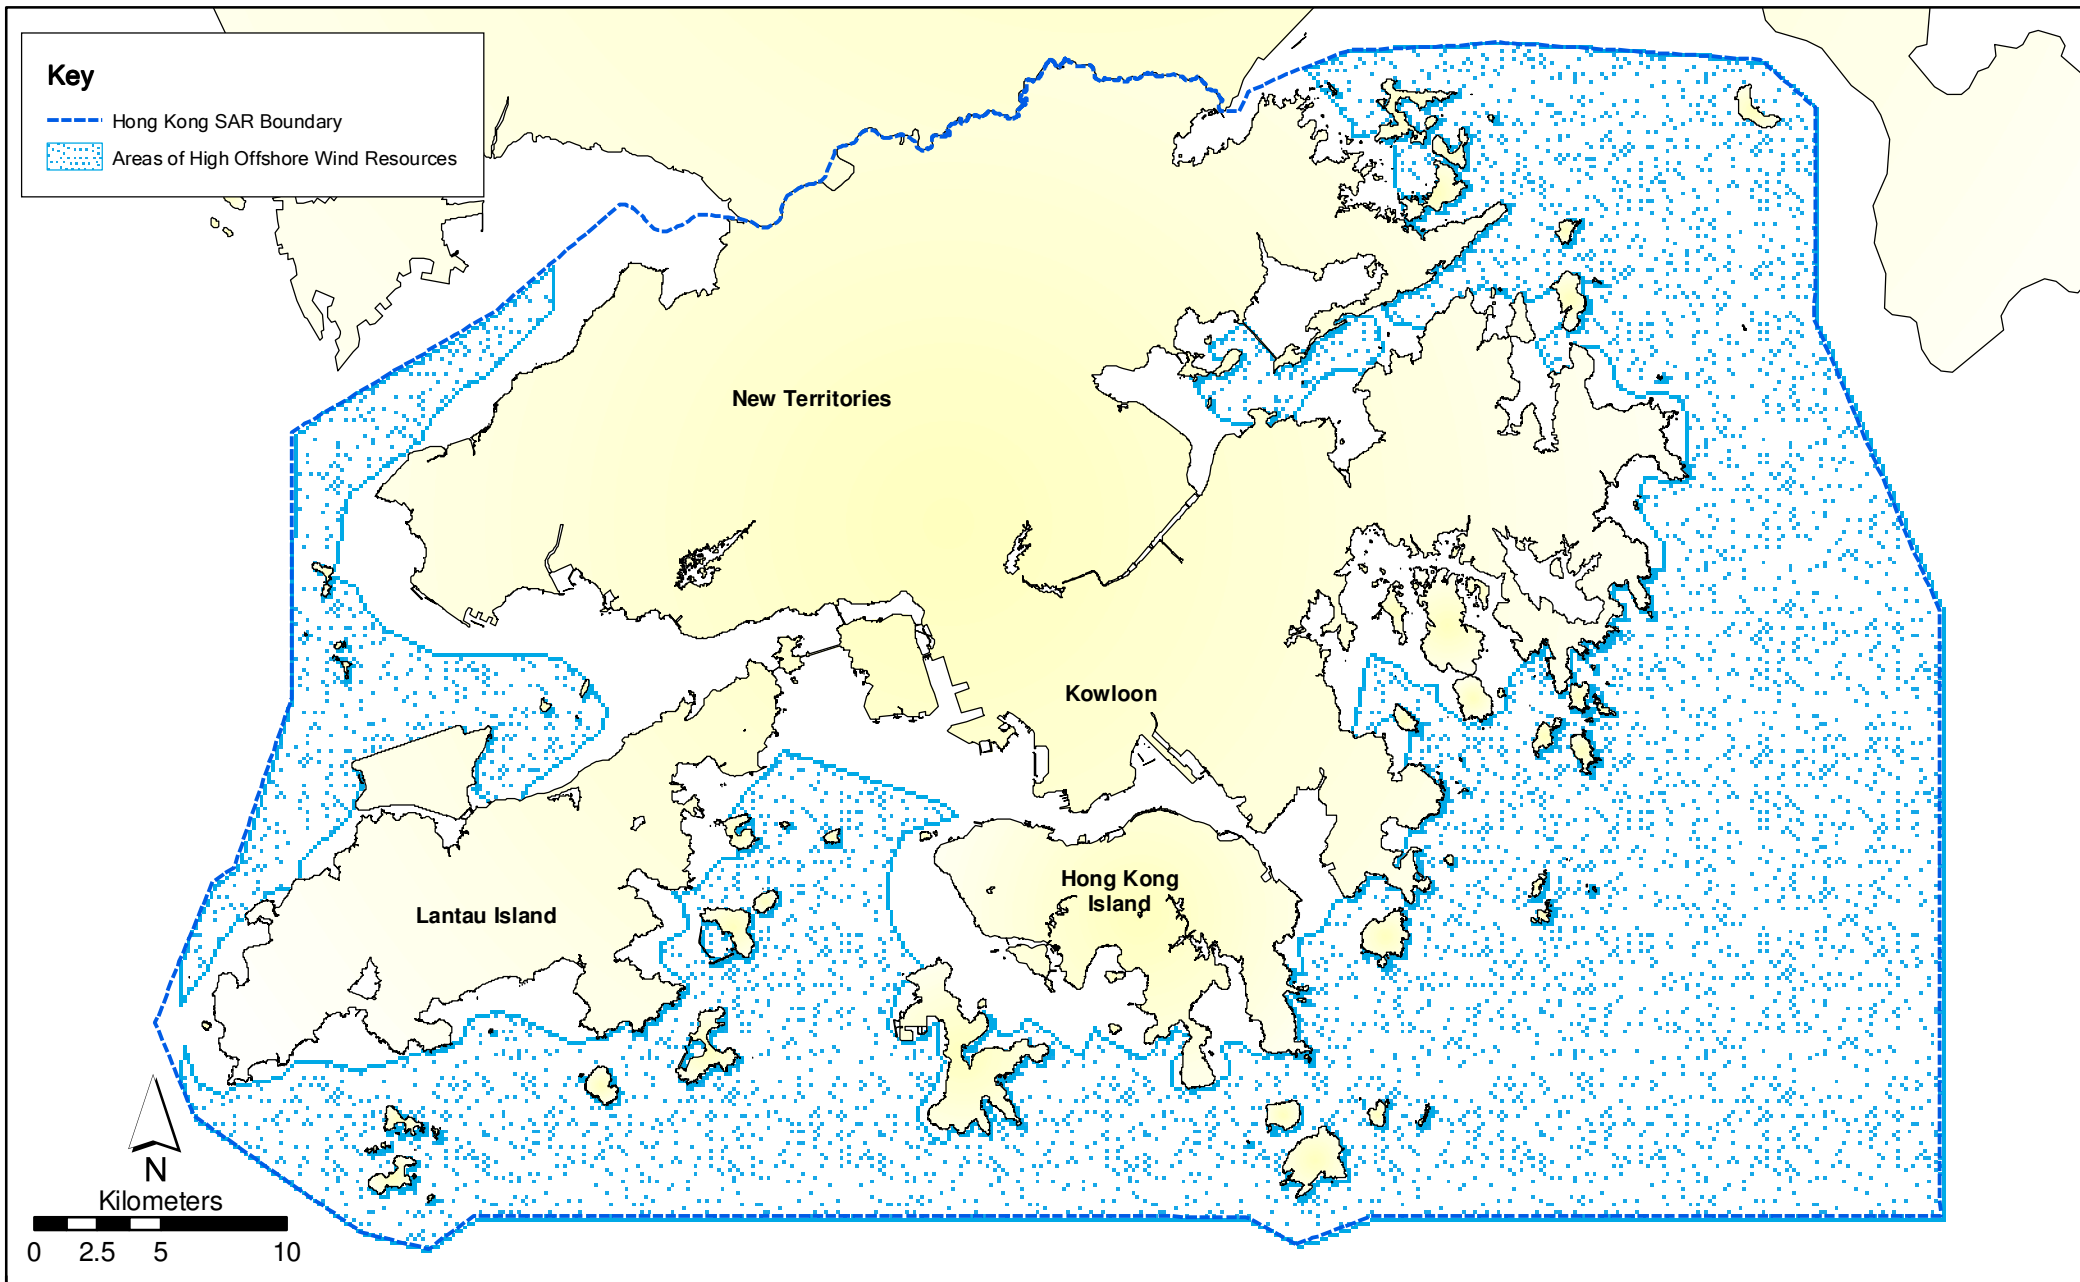 Key
Hong Kong SAR Boundary
Areas of High Offshore Wind Resources
New Territories
Kowloon
Hong Kong
Island
Lantau Island
N
Kilometers
0 2.5 5 10